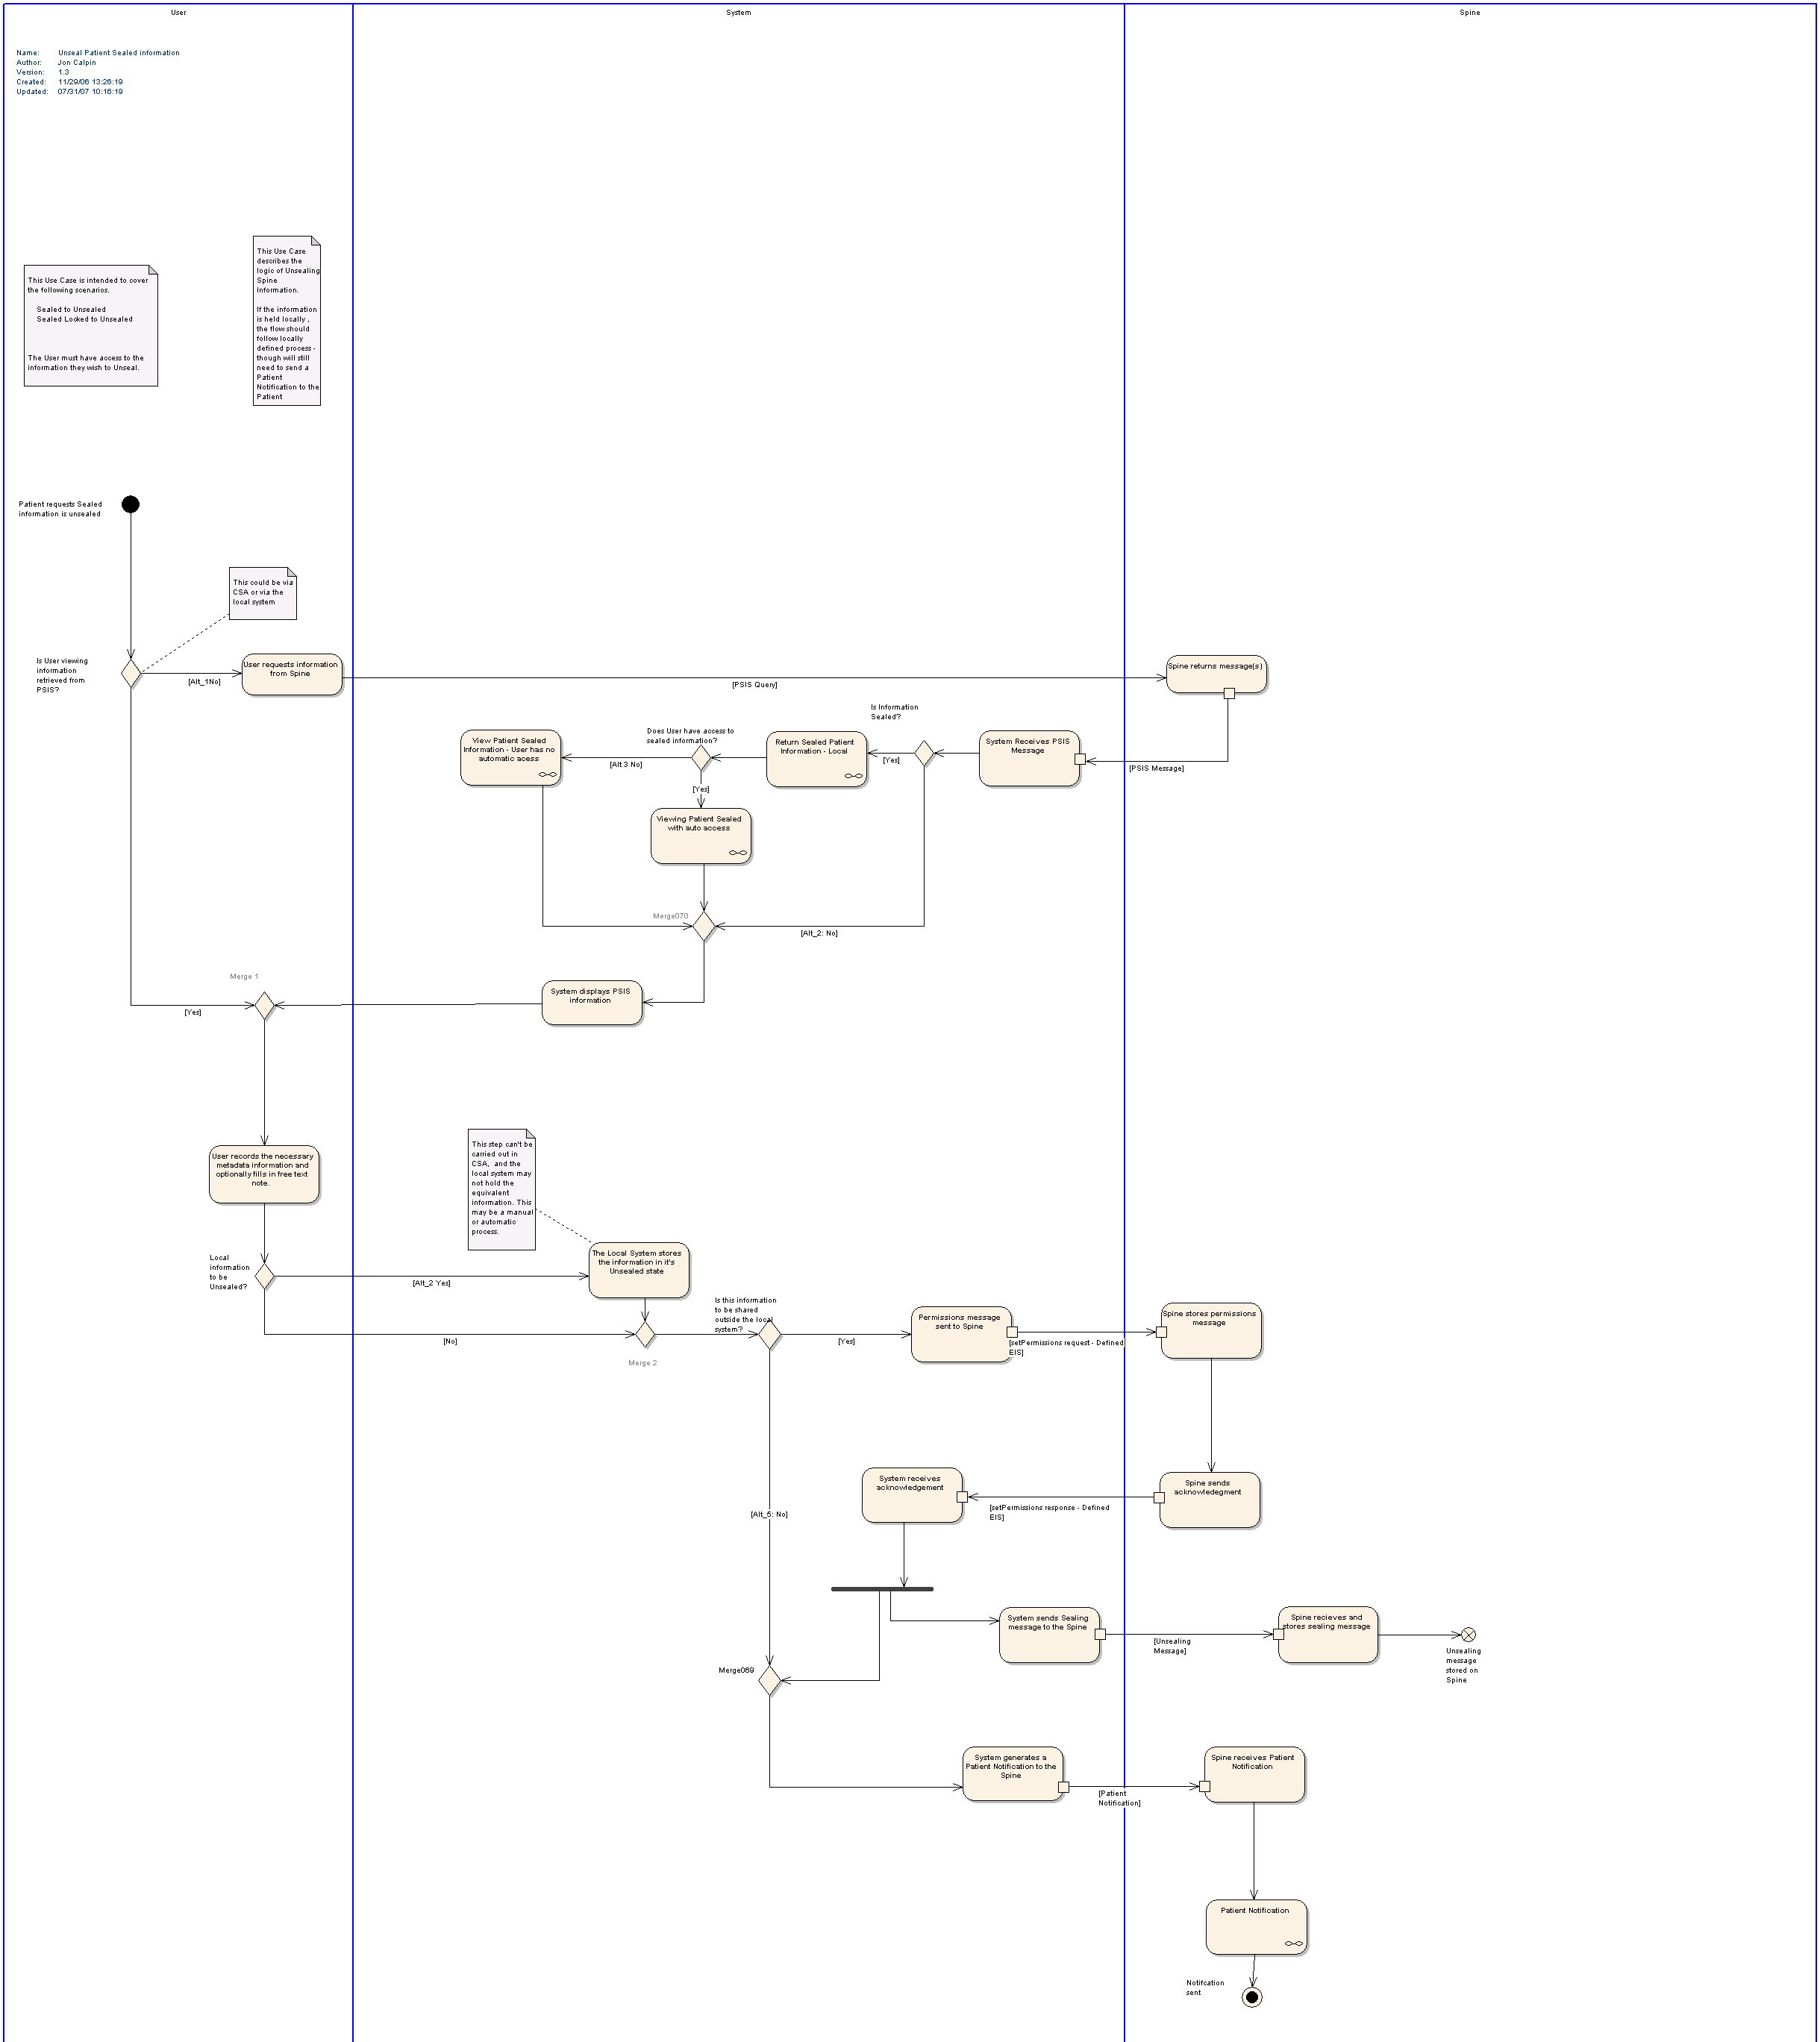 User
System
Spine
Name: Unseal Patient Sealed information
Author: Jon Calpin
Version: 1.3
Created: 11/29/06 13:26:19
Updated: 07/31/07 10:16:19
This Use Case
describes the
logic of Unsealing
Spine
Information.
If the information
is held locally ,
the flow should
follow locally
defined process -
though will still
need to send a
Patient
Notification to the
Patient
This Use Case is intended to cover
the following scenarios.
Sealed to Unsealed
Sealed Locked to Unsealed
The User must have access to the
information they wish to Unseal.
Patient requests Sealed
information is unsealed
This could be via
CSA or via the
local system
Is User viewing
information
retrieved from
PSIS?
[Alt_1No]
User requests information
from Spine
[PSIS Query]
Spine returns message(s)
Is Information
Sealed?
Does User have access to
sealed information?
View Patient Sealed
Information - User has no
automatic acess
[Alt 3 No]
Return Sealed Patient
Information - Local
[Yes]
System Receives PSIS
Message
[PSIS Message]
[Yes]
Viewing Patient Sealed
with auto access
Merge070
[Alt_2: No]
Merge 1
System displays PSIS
information
[Yes]
User records the necessary
metadata information and
optionally fills in free text
note.
This step can't be
carried out in
CSA, and the
local system may
not hold the
equivalent
information. This
may be a manual
or automatic
process.
Local
information
to be
Unsealed?
[Alt_2 Yes]
The Local System stores
the information in it's
Unsealed state
[No]
Merge 2
Is this information
to be shared
outside the local
system?
[Yes]
Permissions message
sent to Spine
[setPermissions request - Defined
EIS]
Spine stores permissions
message
System receives
acknowledgement
[setPermissions response - Defined
EIS]
Spine sends
acknowledegment
[Alt_5: No]
System sends Sealing
message to the Spine
[Unsealing
Message]
Spine recieves and
stores sealing message
Unsealing
message
stored on
Spine
Merge069
System generates a
Patient Notification to the
Spine
[Patient
Notification]
Spine receives Patient
Notification
Patient Notification
Notifcation
sent